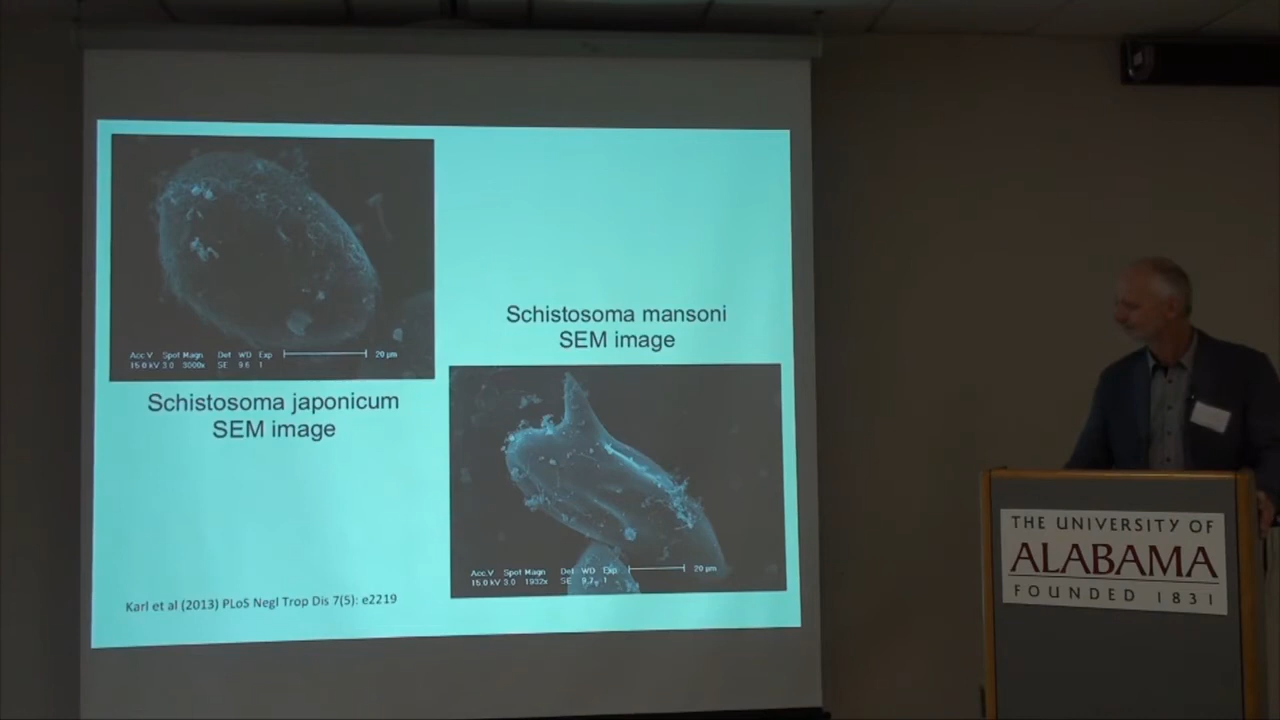 Acc.V Spot Magn Det WD Exp 20 µm
15.0 kV 3.0 3000x SE 9.6 1
Schistosoma japonicum
SEM image
Schistosoma mansoni
SEM image
Acc.V Spot Magn Det WD Exp 20 µm
15.0 kV 3.0 1932x SE 9.7 1
Karl et al (2013) PLoS Negl Trop Dis 7(5): e2219
THE UNIVERSITY OF
ALABAMA
FOUNDED 1831